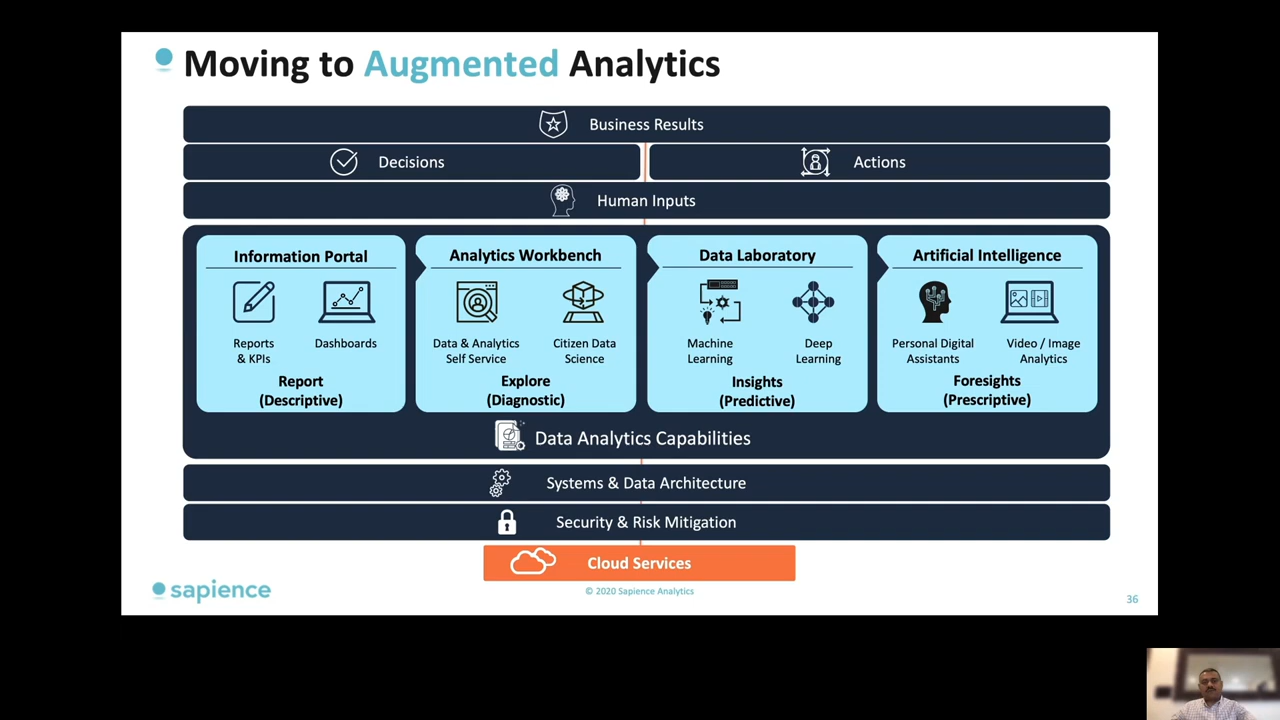 Moving to Augmented Analytics
Business Results
Decisions
Actions
Human Inputs
Information Portal
Reports
& KPIs
Dashboards
Report
(Descriptive)
Analytics Workbench
Data & Analytics
Self Service
Citizen Data
Science
Explore
(Diagnostic)
Data Laboratory
Machine
Learning
Deep
Learning
Insights
(Predictive)
Artificial Intelligence
Personal Digital
Assistants
Video / Image
Analytics
Foresights
(Prescriptive)
Data Analytics Capabilities
Systems & Data Architecture
Security & Risk Mitigation
Cloud Services
sapience
© 2020 Sapience Analytics
36